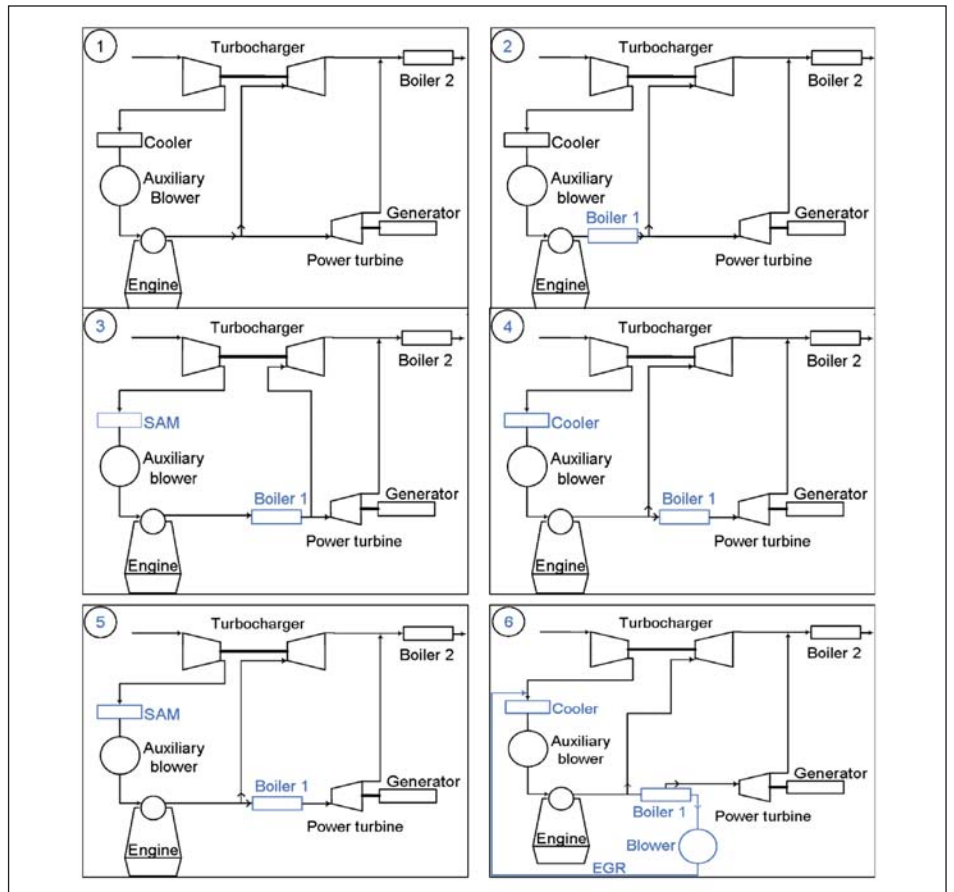 1
Turbocharger
Boiler 2
Cooler
Auxiliary
Blower
Generator
Power turbine
Engine
2
Turbocharger
Boiler 2
Cooler
Auxiliary
Blower
Boiler 1
Generator
Power turbine
Engine
3
Turbocharger
Boiler 2
SAM
Auxiliary
blower
Boiler 1
Generator
Power turbine
Engine
4
Turbocharger
Boiler 2
Cooler
Auxiliary
blower
Boiler 1
Generator
Power turbine
Engine
5
Turbocharger
Boiler 2
SAM
Auxiliary
blower
Boiler 1
Generator
Power turbine
Engine
6
Turbocharger
Boiler 2
Cooler
Auxiliary
blower
Generator
Boiler 1
Power turbine
Engine
Blower
EGR